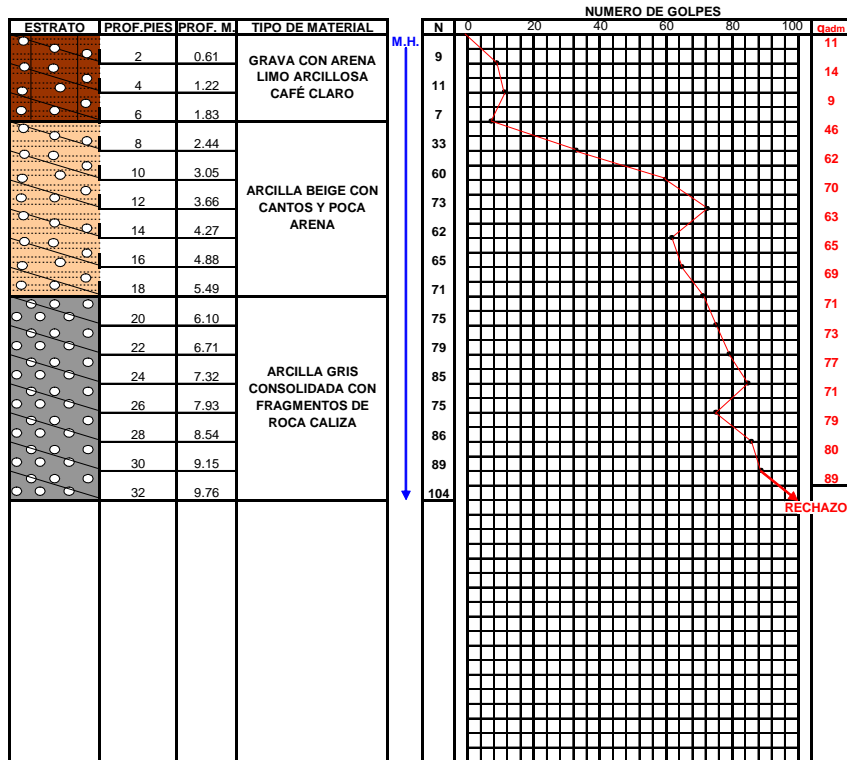 NUMERO DE GOLPES
ESTRATO PROF.PIES PROF. M. TIPO DE MATERIAL M.H. N 0 20 40 60 80 100 qadm
GRAVA CON ARENA
LIMO ARCILLOSA
CAFÉ CLARO
ARCILLA BEIGE CON
CANTOS Y POCA
ARENA
ARCILLA GRIS
CONSOLIDADA CON
FRAGMENTOS DE
ROCA CALIZA
2 0.61 9 11
4 1.22 11 14
6 1.83 7 9
8 2.44 33 46
10 3.05 60 62
12 3.66 73 70
14 4.27 62 63
16 4.88 65 65
18 5.49 71 69
20 6.10 75 71
22 6.71 79 73
24 7.32 85 77
26 7.93 75 71
28 8.54 86 79
30 9.15 89 80
32 9.76 104 89
RECHAZO